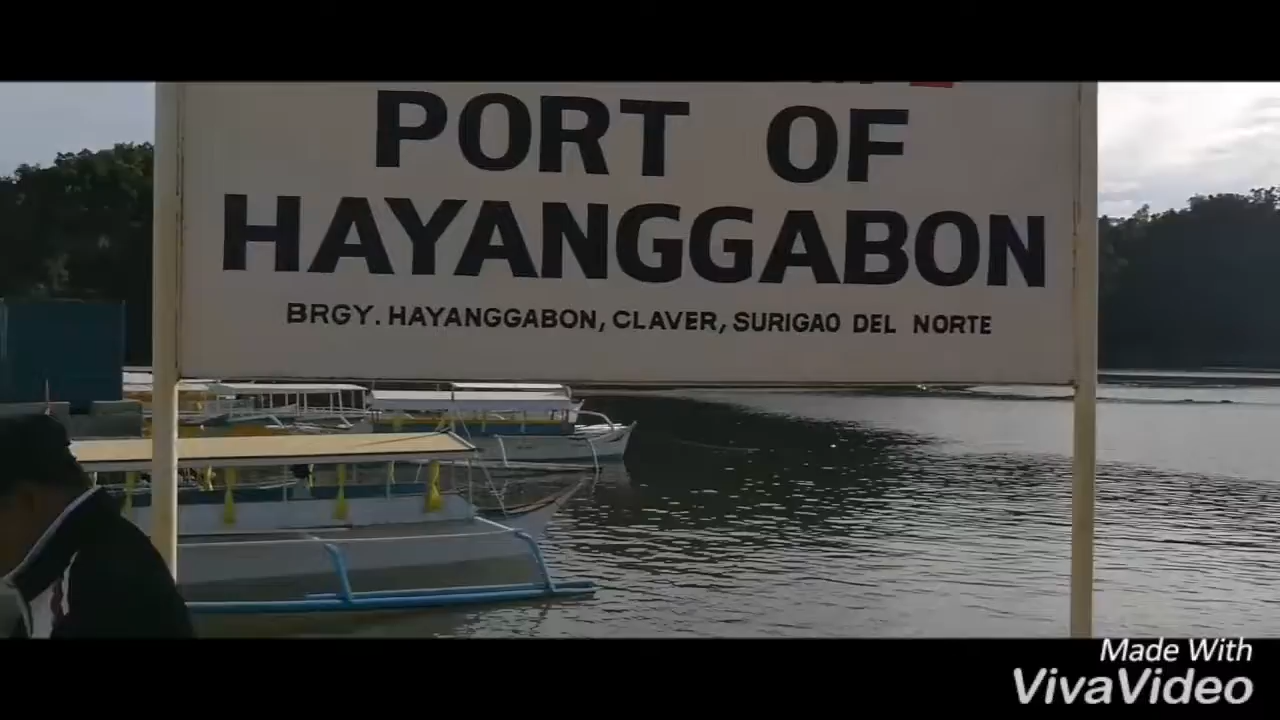 PORT OF
HAYANGGABON
BRGY. HAYANGGABON, CLAVER, SURIGAO DEL NORTE
Made With
VivaVideo